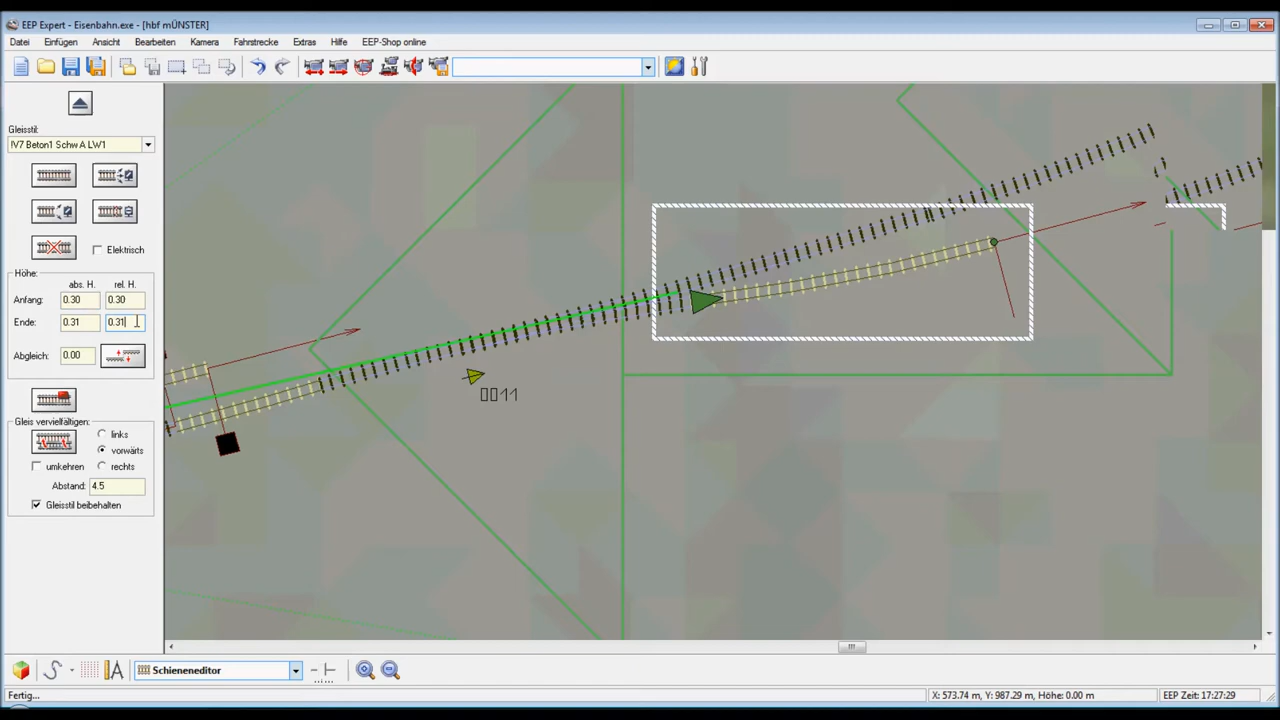 EEP Expert - Eisenbahn.exe - [hbf mÜNSTER]
Datei Einfügen Ansicht Bearbeiten Kamera Fahrstrecke Extras Hilfe EEP-Shop online
Gleisstil:
IV7 Beton1 Schw A LW1
Elektrisch
Höhe:
abs. H. rel. H.
Anfang: 0.30 0.30
Ende: 0.31 0.31
Abgleich: 0.00
Gleis vervielfältigen:
links
vorwärts
umkehren rechts
Abstand: 4.5
Gleisstil beibehalten
11
Schieneneditor
Fertig...
X: 573.74 m, Y: 987.29 m, Höhe: 0.00 m
EEP Zeit: 17:27:29